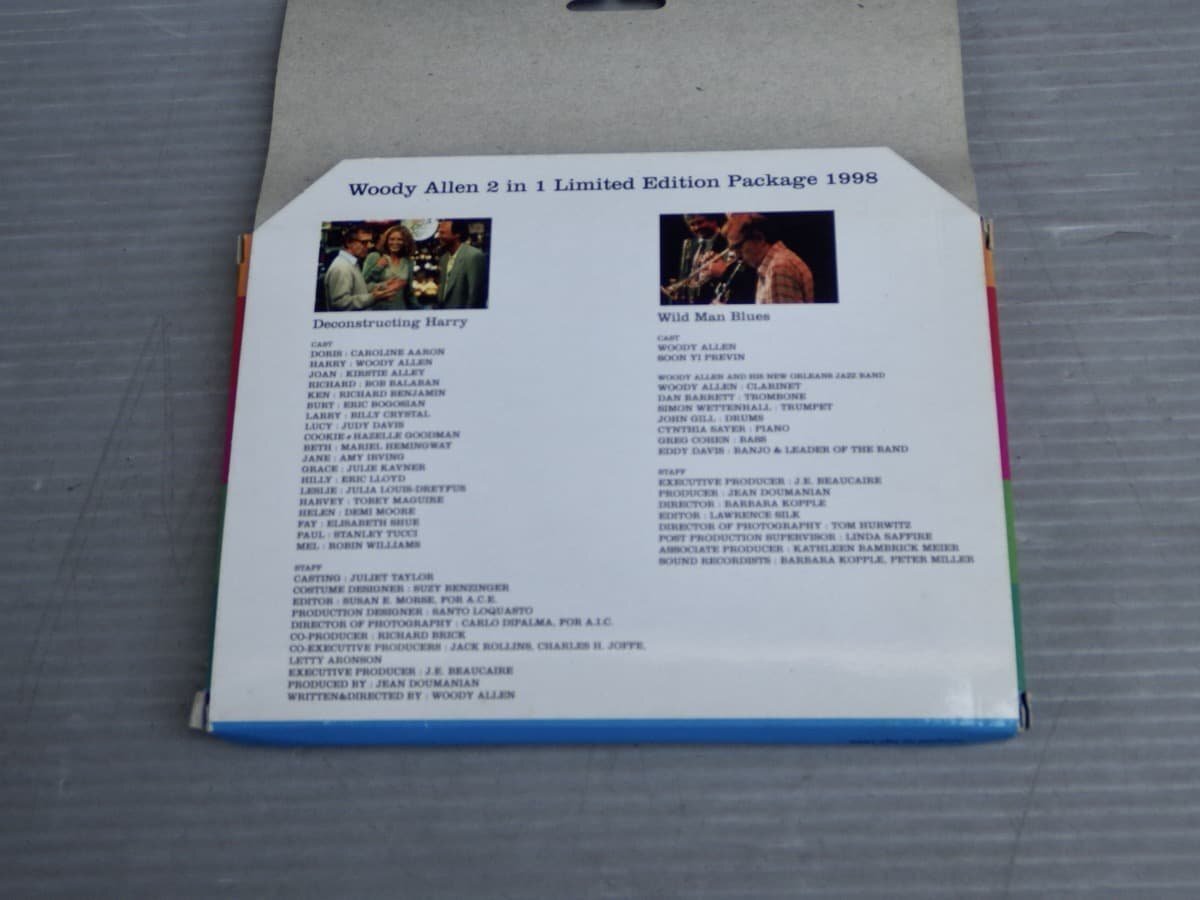 Woody Allen 2 in 1 Limited Edition Package 1998
Deconstructing Harry
CAST
DORIS : CAROLINE AARON
HARRY : WOODY ALLEN
JOAN : KIRSTIE ALLEY
RICHARD : BOB BALABAN
KEN : RICHARD BENJAMIN
BURT : ERIC BOGOSIAN
LARRY : BILLY CRYSTAL
LUCY : JUDY DAVIS
COOKIE : HAZELLE GOODMAN
BETH : MARIEL HEMINGWAY
JANE : AMY IRVING
GRACE : JULIE KAVNER
HILLY : ERIC LLOYD
LESLIE : JULIA LOUIS-DREYFUS
HARVEY : TOBEY MAGUIRE
HELEN : DEMI MOORE
FAY : ELISABETH SHUE
PAUL : STANLEY TUCCI
MEL : ROBIN WILLIAMS
STAFF
CASTING : JULIET TAYLOR
COSTUME DESIGNER : SUZY BENZINGER
EDITOR : SUSAN E. MORSE, FOR A.C.E.
PRODUCTION DESIGNER : SANTO LOQUASTO
DIRECTOR OF PHOTOGRAPHY : CARLO DIPALMA, FOR A.I.C.
CO-PRODUCER : RICHARD BRICK
CO-EXECUTIVE PRODUCERS : JACK ROLLINS, CHARLES H. JOFFE,
LETTY ARONSON
EXECUTIVE PRODUCER : J.E. BEAUCAIRE
PRODUCED BY : JEAN DOUMANIAN
WRITTEN&DIRECTED BY : WOODY ALLEN
Wild Man Blues
CAST
WOODY ALLEN
SOON YI PREVIN
WOODY ALLEN AND HIS NEW ORLEANS JAZZ BAND
WOODY ALLEN : CLARINET
DAN BARRETT : TROMBONE
SIMON WETTENHALL : TRUMPET
JOHN GILL : DRUMS
CYNTHIA SAYER : PIANO
GREG COHEN : BASS
EDDY DAVIS : BANJO & LEADER OF THE BAND
STAFF
EXECUTIVE PRODUCER : J.E. BEAUCAIRE
PRODUCER : JEAN DOUMANIAN
DIRECTOR : BARBARA KOPPLE
EDITOR : LAWRENCE SILK
DIRECTOR OF PHOTOGRAPHY : TOM HURWITZ
POST PRODUCTION SUPERVISOR : LINDA SAFFIRE
ASSOCIATE PRODUCER : KATHLEEN BAMBRICK MEIER
SOUND RECORDISTS : BARBARA KOPPLE, PETER MILLER